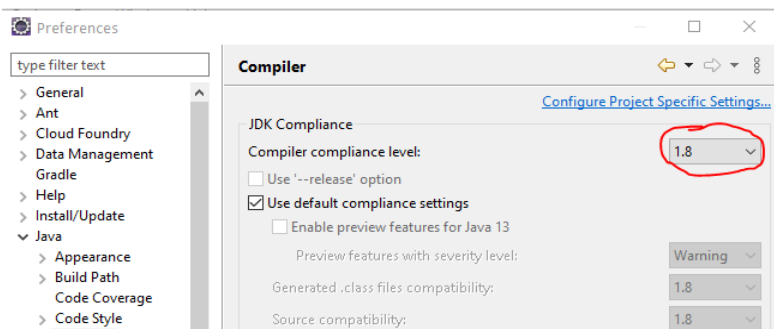 Preferences
type filter text
Compiler
Configure Project Specific Settings...
General
Ant
Cloud Foundry
Data Management
Gradle
Help
Install/Update
Java
Appearance
Build Path
Code Coverage
Code Style
JDK Compliance
Compiler compliance level:
1.8
Use '--release' option
Use default compliance settings
Enable preview features for Java 13
Preview features with severity level:
Warning
Generated .class files compatibility:
1.8
Source compatibility:
1.8